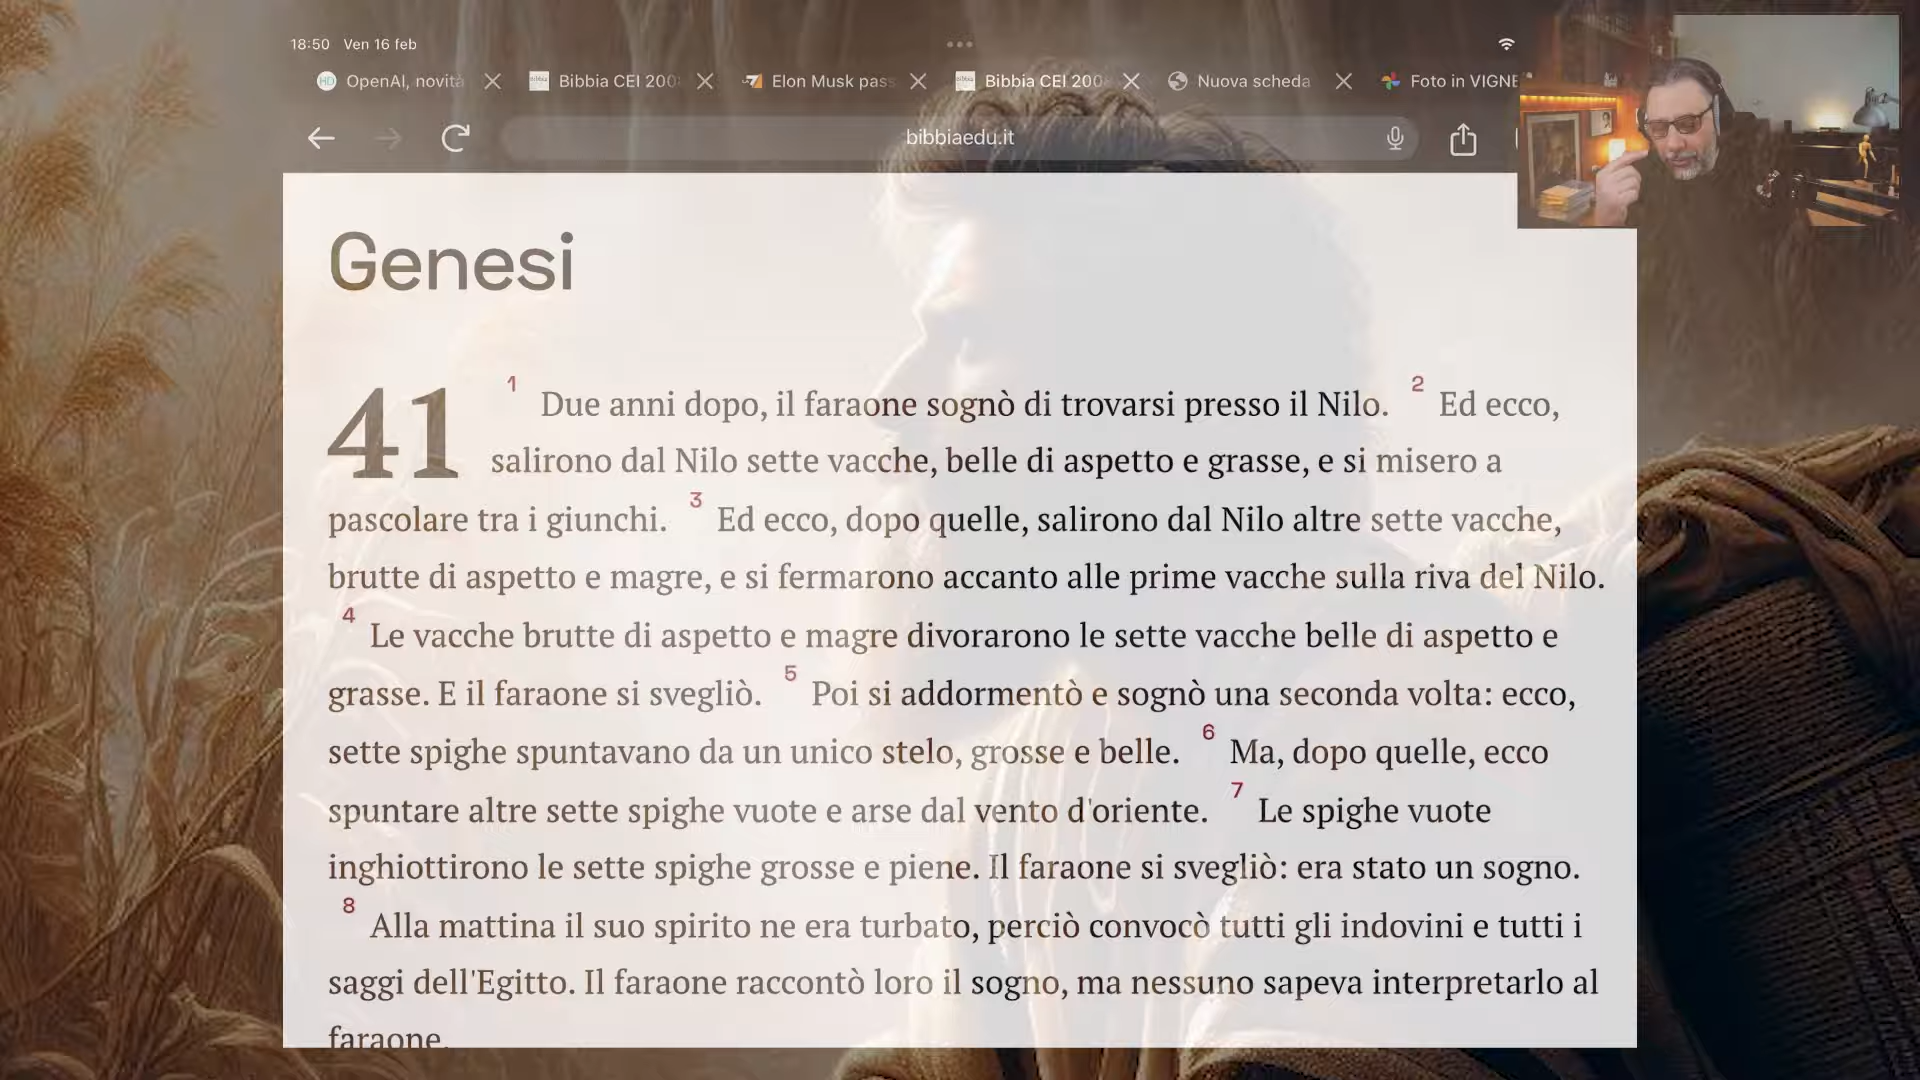 18:50 Ven 16 feb
OpenAI, novità
Bibbia CEI 200
Elon Musk pass
Bibbia CEI 200
Nuova scheda
Foto in VIGNE
bibbiaedu.it
Genesi
41 1 Due anni dopo, il faraone sognò di trovarsi presso il Nilo. 2 Ed ecco,
salirono dal Nilo sette vacche, belle di aspetto e grasse, e si misero a
pascolare tra i giunchi. 3 Ed ecco, dopo quelle, salirono dal Nilo altre sette vacche,
brutte di aspetto e magre, e si fermarono accanto alle prime vacche sulla riva del Nilo.
4 Le vacche brutte di aspetto e magre divorarono le sette vacche belle di aspetto e
grasse. E il faraone si svegliò. 5 Poi si addormentò e sognò una seconda volta: ecco,
sette spighe spuntavano da un unico stelo, grosse e belle. 6 Ma, dopo quelle, ecco
spuntare altre sette spighe vuote e arse dal vento d'oriente. 7 Le spighe vuote
inghiottirono le sette spighe grosse e piene. Il faraone si svegliò: era stato un sogno.
8 Alla mattina il suo spirito ne era turbato, perciò convocò tutti gli indovini e tutti i
saggi dell'Egitto. Il faraone raccontò loro il sogno, ma nessuno sapeva interpretarlo al
faraone.